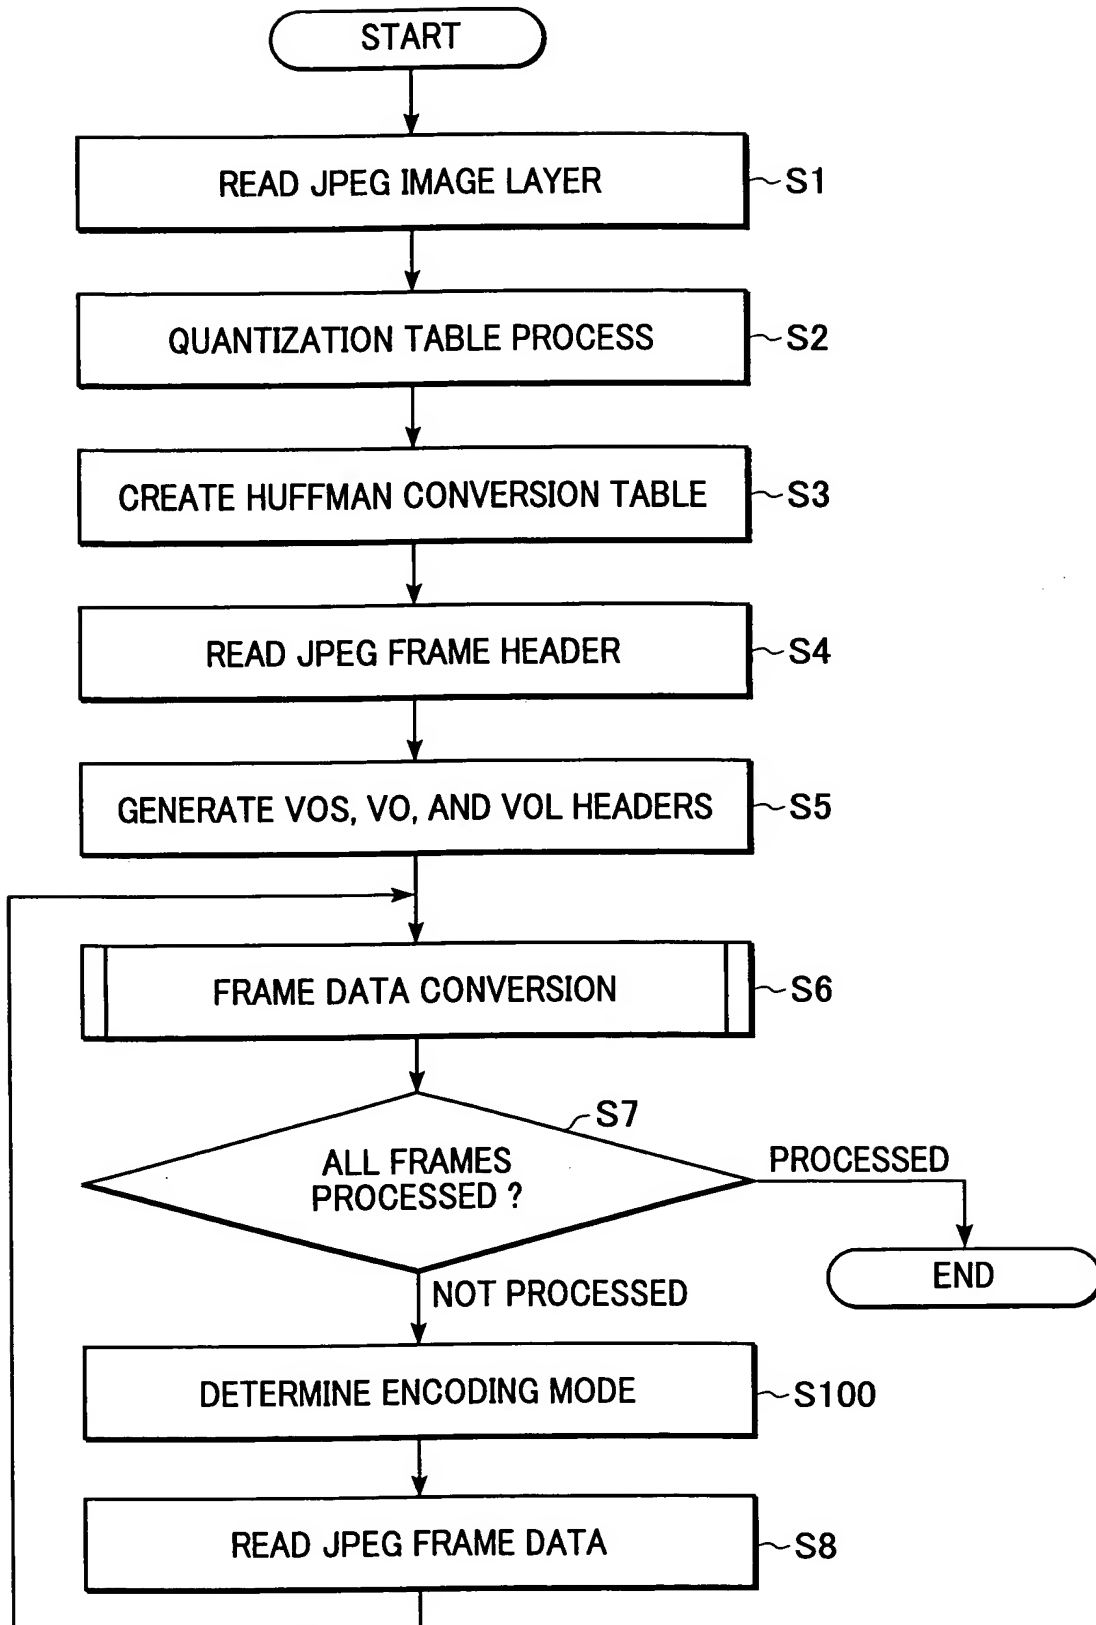 START
READ JPEG IMAGE LAYER
S1
QUANTIZATION TABLE PROCESS
S2
CREATE HUFFMAN CONVERSION TABLE
S3
READ JPEG FRAME HEADER
S4
GENERATE VOS, VO, AND VOL HEADERS
S5
FRAME DATA CONVERSION
S6
S7
ALL FRAMES
PROCESSED ?
PROCESSED
END
NOT PROCESSED
DETERMINE ENCODING MODE
S100
READ JPEG FRAME DATA
S8